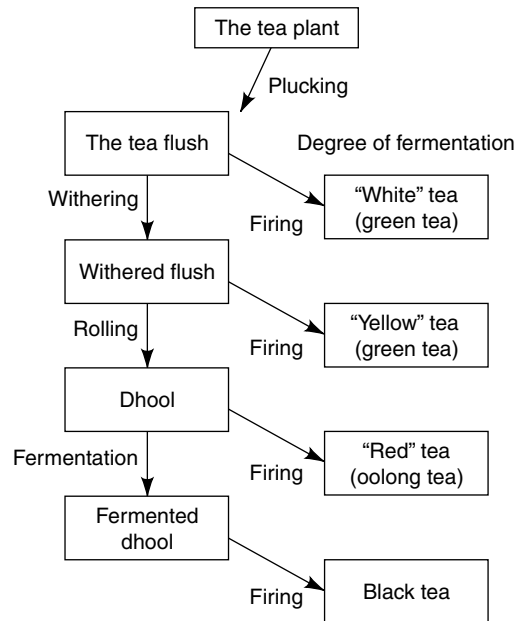 The tea plant
Plucking
The tea flush
Degree of fermentation
Withering
Firing
“White” tea
(green tea)
Withered flush
Rolling
Firing
“Yellow” tea
(green tea)
Dhool
Fermentation
Firing
“Red” tea
(oolong tea)
Fermented
dhool
Firing
Black tea